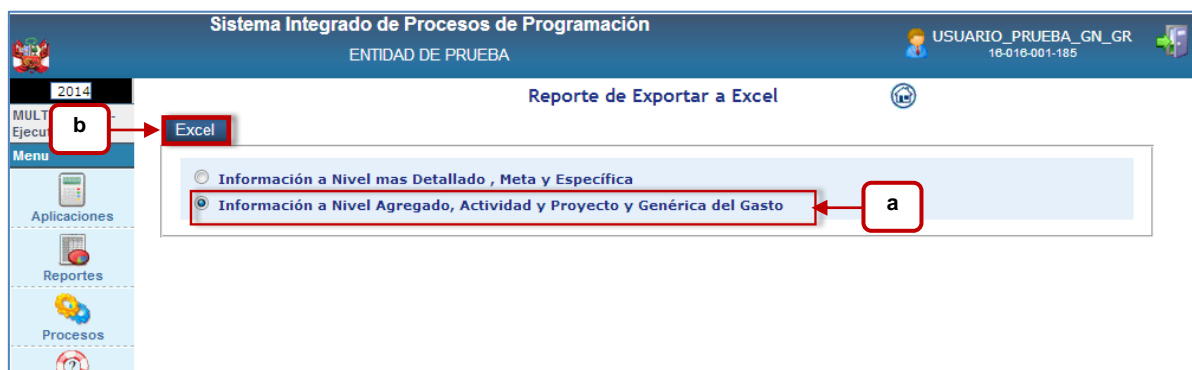 Sistema Integrado de Procesos de Programación
ENTIDAD DE PRUEBA
USUARIO_PRUEBA_GN_GR
16-016-001-185
2014
Reporte de Exportar a Excel
MULT -
Ejecut
b
Excel
Menu
Información a Nivel mas Detallado , Meta y Específica
Información a Nivel Agregado, Actividad y Proyecto y Genérica del Gasto
a
Aplicaciones
Reportes
Procesos